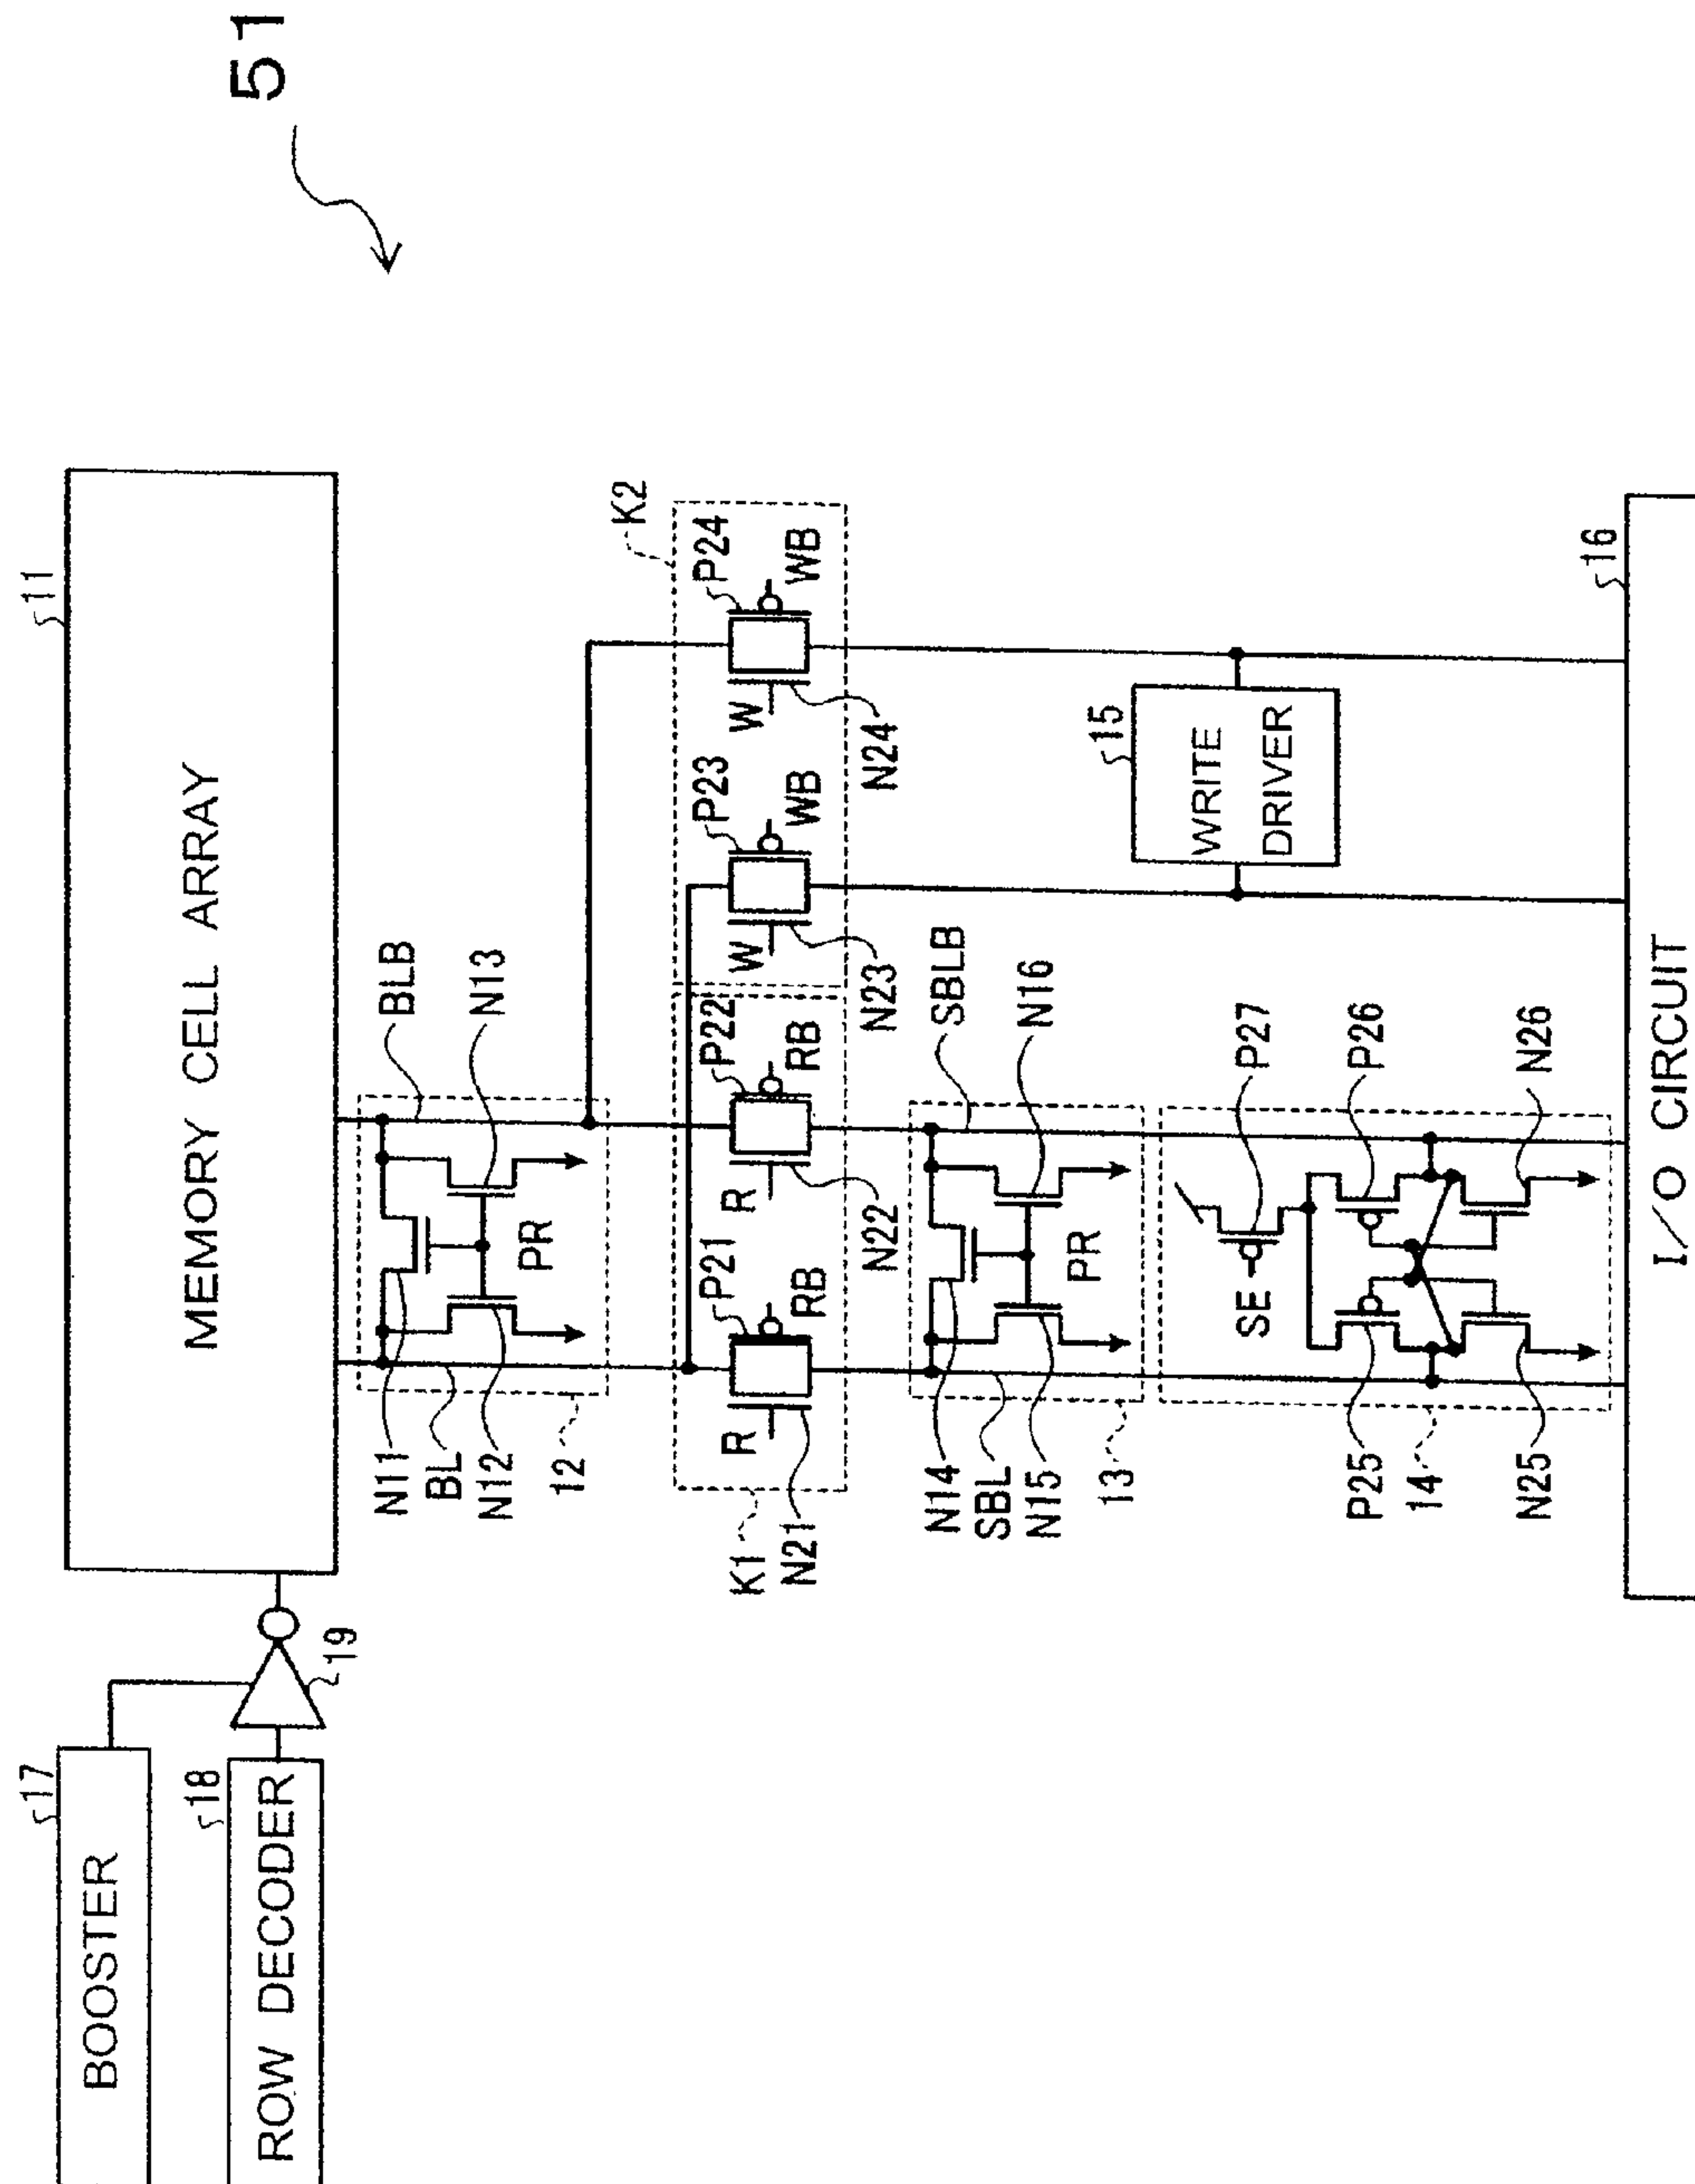 51
11
MEMORY CELL ARRAY
17
BOOSTER
18
ROW DECODER
19
N11
BL
N12
12
PR
BLB
N13
K2
K1
R
N21
P21
RB
R
N22
P22
RB
W
N23
P23
WB
W
N24
P24
WB
N14
SBL
N15
13
PR
SBLB
N16
15
WRITE
DRIVER
SE
P27
P25
14
N25
P26
N26
16
I/O CIRCUIT